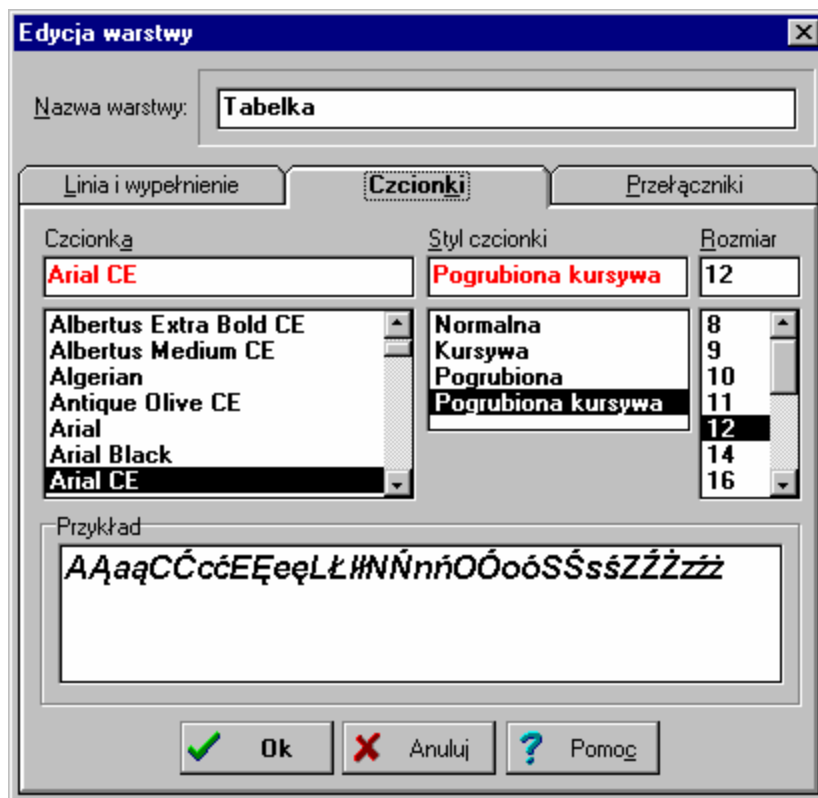 Edycja warstwy
Nazwa warstwy: Tabelka
Linia i wypełnienie Czcionki Przełączniki
Czcionka Styl czcionki Rozmiar
Arial CE Pogrubiona kursywa 12
Albertus Extra Bold CE Normalna 8
Albertus Medium CE Kursywa 9
Algerian Pogrubiona 10
Antique Olive CE Pogrubiona kursywa 11
Arial 12
Arial Black 14
Arial CE 16
Przykład
AĄaąCĆcćEĘeęLŁlłNŃnńOÓoóSŚsśZŹŻzźż
Ok Anuluj ? Pomoc